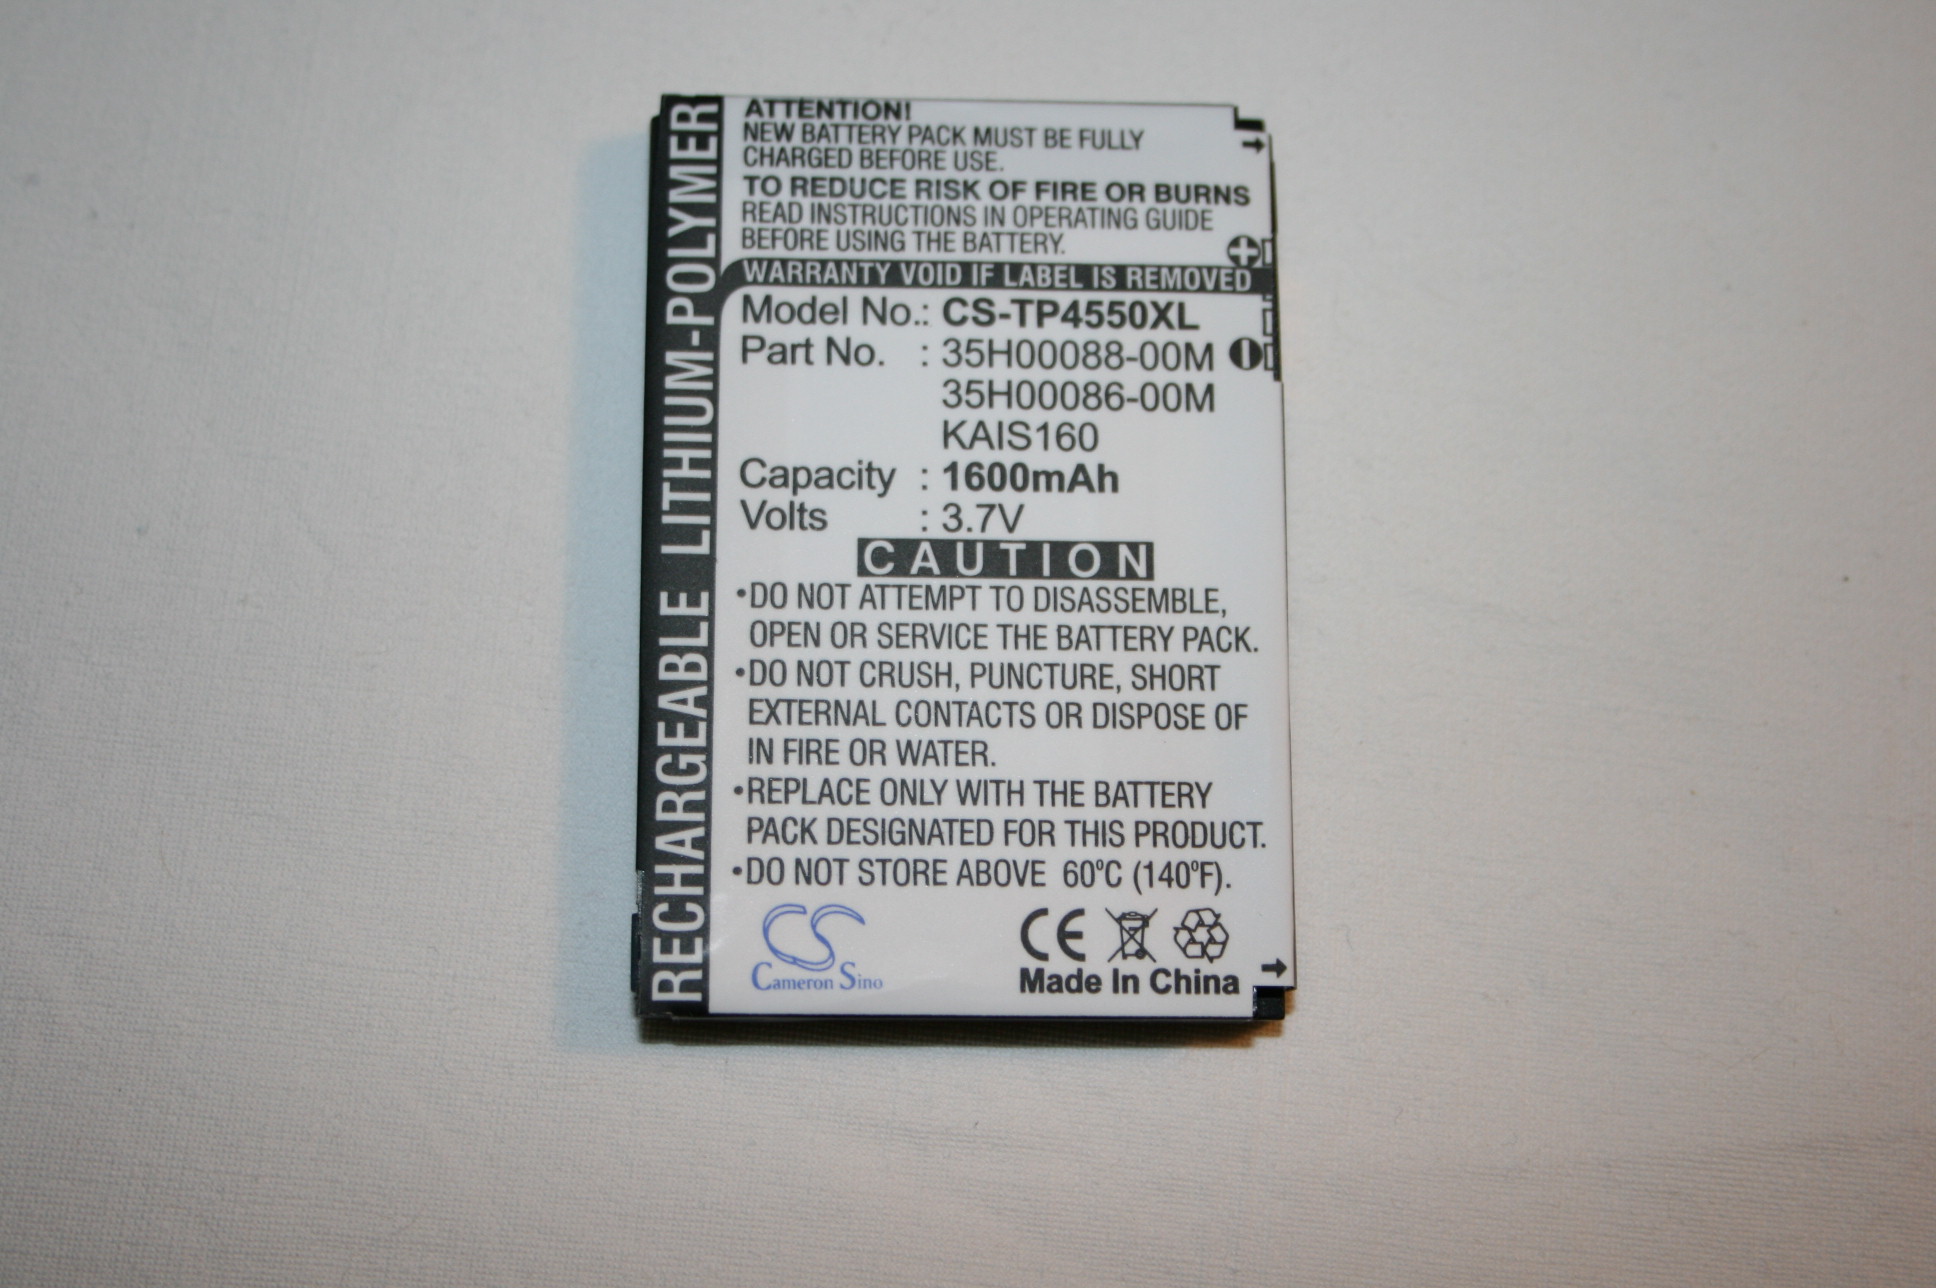 RECHARGEABLE LITHIUM-POLYMER
ATTENTION!
NEW BATTERY PACK MUST BE FULLY
CHARGED BEFORE USE.
TO REDUCE RISK OF FIRE OR BURNS
READ INSTRUCTIONS IN OPERATING GUIDE
BEFORE USING THE BATTERY.
WARRANTY VOID IF LABEL IS REMOVED
Model No.: CS-TP4550XL
Part No. : 35H00088-00M
35H00086-00M
KAIS160
Capacity : 1600mAh
Volts : 3.7V
CAUTION
•DO NOT ATTEMPT TO DISASSEMBLE,
OPEN OR SERVICE THE BATTERY PACK.
•DO NOT CRUSH, PUNCTURE, SHORT
EXTERNAL CONTACTS OR DISPOSE OF
IN FIRE OR WATER.
•REPLACE ONLY WITH THE BATTERY
PACK DESIGNATED FOR THIS PRODUCT.
•DO NOT STORE ABOVE 60ºC (140ºF).
CS
Cameron Sino
CE
Made In China